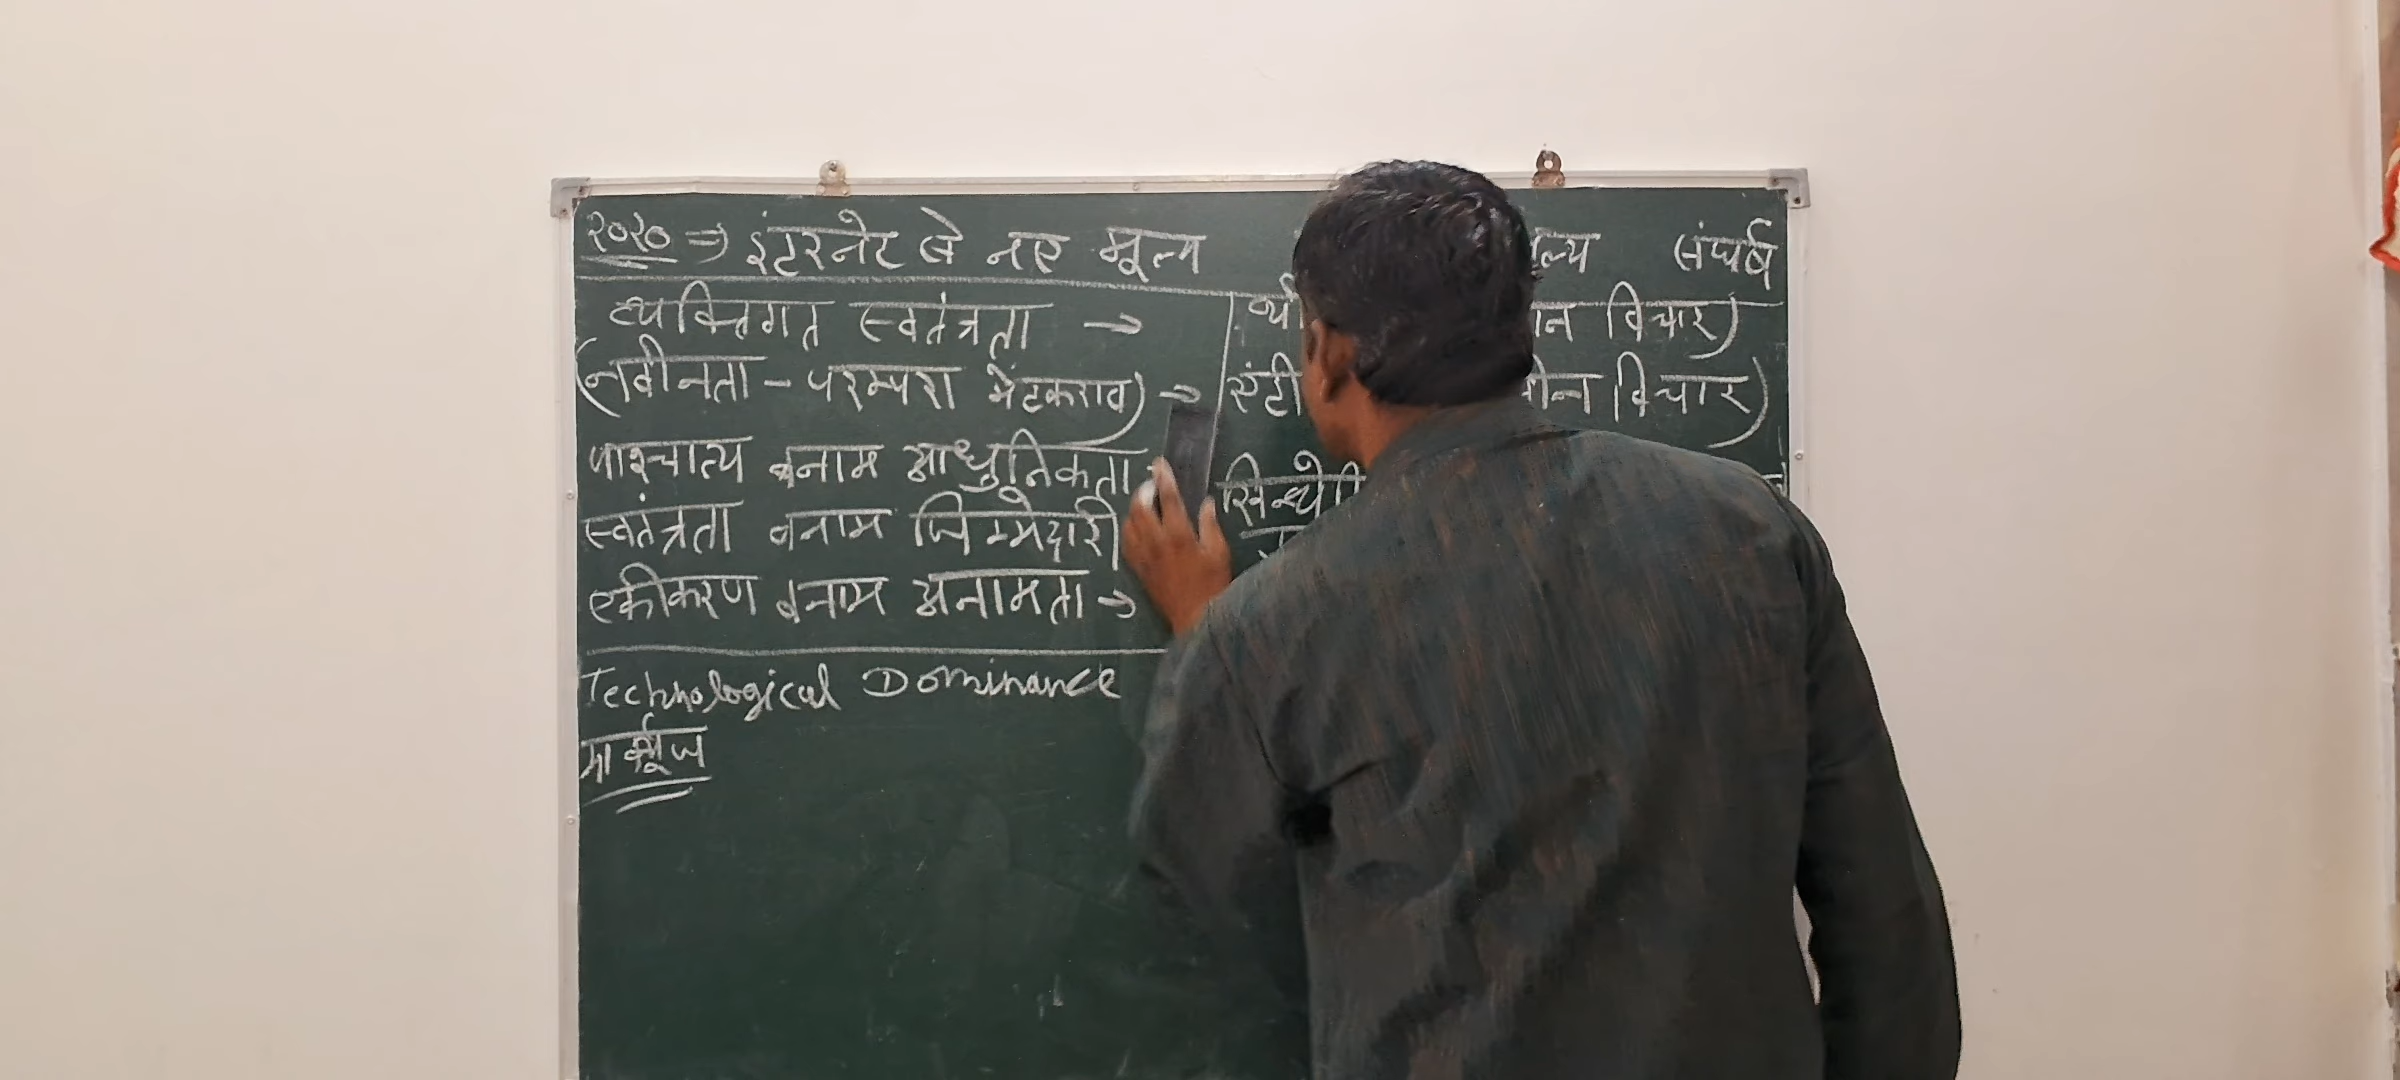 २०२० => इंटरनेट से नए मूल्य संघर्ष
व्यक्तिगत स्वतंत्रता →
विचार)
(नवीनता - परम्परा में टकराव) →
विचार)
पाश्चात्य बनाम आधुनिकता
स्वतंत्रता बनाम जिम्मेदारी
एकीकरण बनाम अनामता →
Technological Dominance
मार्क्यूज